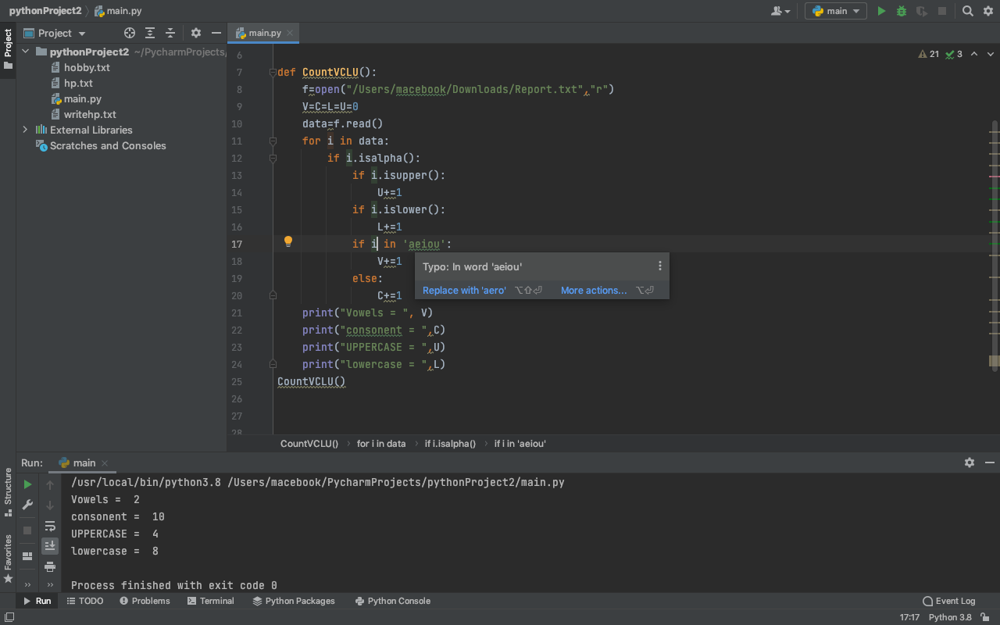 pythonProject2 main.py
main
Project
main.py
pythonProject2 ~/PycharmProjects/
hobby.txt
hp.txt
main.py
writehp.txt
External Libraries
Scratches and Consoles
Project
Structure
Favorites
21 3
6
7 def CountVCLU():
8 f=open("/Users/macebook/Downloads/Report.txt","r")
9 V=C=L=U=0
10 data=f.read()
11 for i in data:
12 if i.isalpha():
13 if i.isupper():
14 U+=1
15 if i.islower():
16 L+=1
17 if i in 'aeiou':
18 V+=1
19 else:
20 C+=1
21 print("Vowels = ", V)
22 print("consonent = ",C)
23 print("UPPERCASE = ",U)
24 print("lowercase = ",L)
25 CountVCLU()
26
27
28
Typo: In word 'aeiou'
Replace with 'aero' ⌥⇧⏎ More actions... ⌥⏎
CountVCLU() for i in data if i.isalpha() if i in 'aeiou'
Run: main
/usr/local/bin/python3.8 /Users/macebook/PycharmProjects/pythonProject2/main.py
Vowels =  2
consonent =  10
UPPERCASE =  4
lowercase =  8
Process finished with exit code 0
Run TODO Problems Terminal Python Packages Python Console Event Log
17:17 Python 3.8